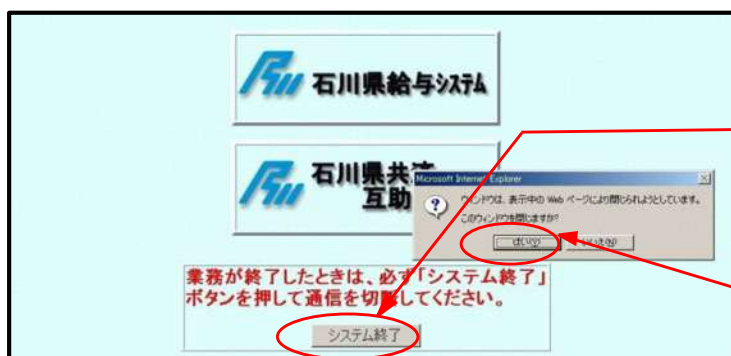 石川県給与システム
石川県共済
互助
Microsoft Internet Explorer
ウィンドウは、表示中の Web ページにより閉じられようとしています。
このウィンドウを閉じますか?
はい(Y)
いいえ(N)
業務が終了したときは、必ず「システム終了」
ボタンを押して通信を切断してください。
システム終了